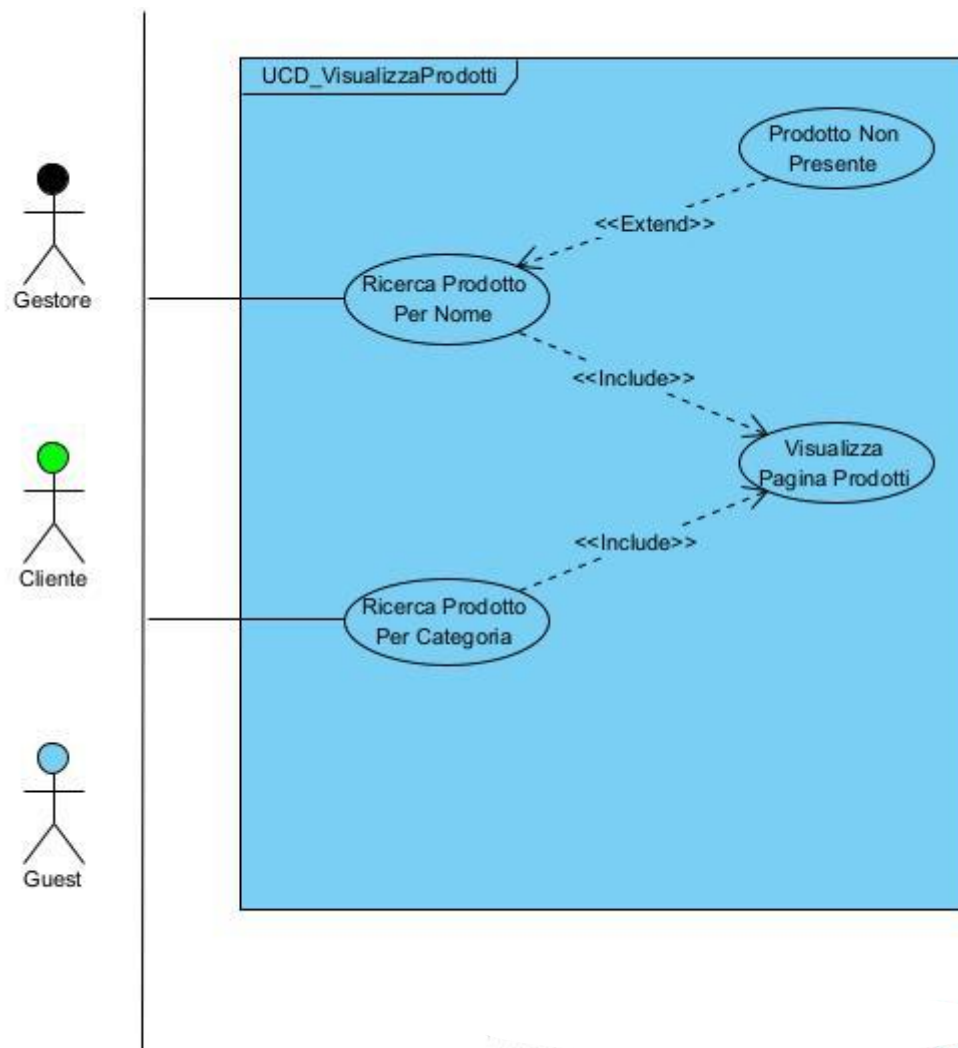 UCD_VisualizzaProdotti
Prodotto Non
Presente
<<Extend>>
Gestore
Ricerca Prodotto
Per Nome
<<Include>>
Visualizza
Pagina Prodotti
<<Include>>
Cliente
Ricerca Prodotto
Per Categoria
Guest